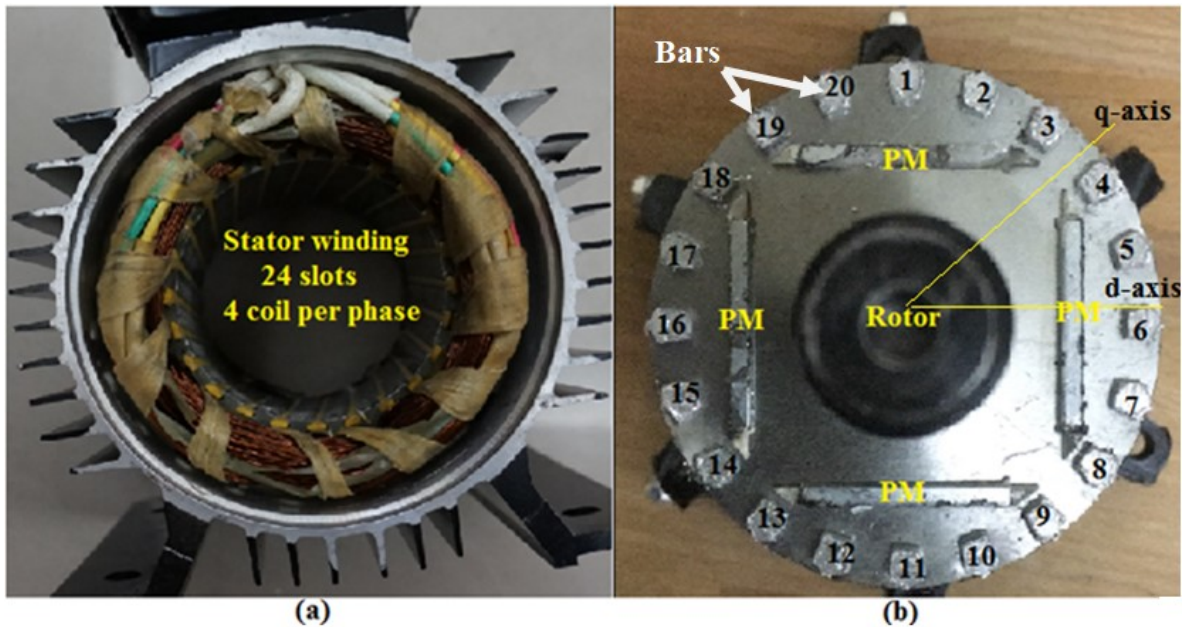 Stator winding
24 slots
4 coil per phase
(a)
Bars
20
1
2
19
3
q-axis
PM
18
4
17
5
d-axis
16
PM
Rotor
PM
6
15
7
14
8
PM
13
9
12
11
10
(b)